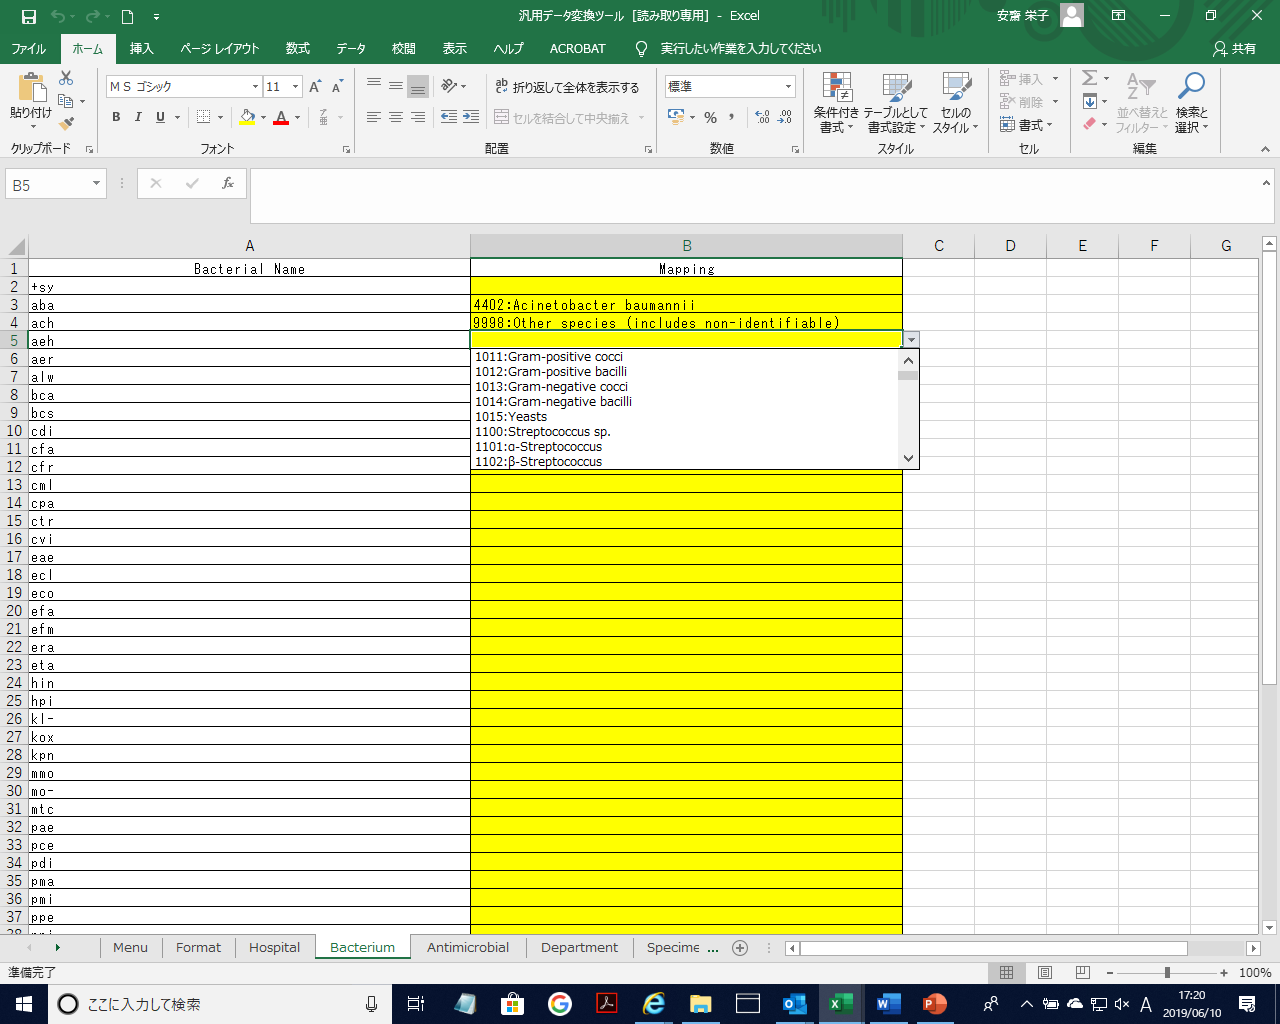 汎用データ変換ツール [読み取り専用] - Excel
安齋 栄子
ファイル ホーム 挿入 ページ レイアウト 数式 データ 校閲 表示 ヘルプ ACROBAT 実行したい作業を入力してください 共有
貼り付け
クリップボード
ＭＳ ゴシック 11
B I U
フォント
折り返して全体を表示する
セルを結合して中央揃え
配置
標準
数値
条件付き書式
テーブルとして書式設定
セルのスタイル
スタイル
挿入
削除
書式
セル
並べ替えとフィルター
検索と選択
編集
B5
fx
A B C D E F G
1 Bacterial Name Mapping
2 +sy
3 aba 4402:Acinetobacter baumannii
4 ach 9998:Other species (includes non-identifiable)
5 aeh
6 aer 1011:Gram-positive cocci
1012:Gram-positive bacilli
7 alw 1013:Gram-negative cocci
8 bca 1014:Gram-negative bacilli
9 bcs 1015:Yeasts
10 cdi 1100:Streptococcus sp.
11 cfa 1101:α-Streptococcus
12 cfr 1102:β-Streptococcus
13 cml
14 cpa
15 ctr
16 cvi
17 eae
18 ecl
19 eco
20 efa
21 efm
22 era
23 eta
24 hin
25 hpi
26 kl-
27 kox
28 kpn
29 mmo
30 mo-
31 mtc
32 pae
33 pce
34 pdi
35 pma
36 pmi
37 ppe
Menu Format Hospital Bacterium Antimicrobial Department Specime ...
準備完了
100%
ここに入力して検索
A
17:20
2019/06/10